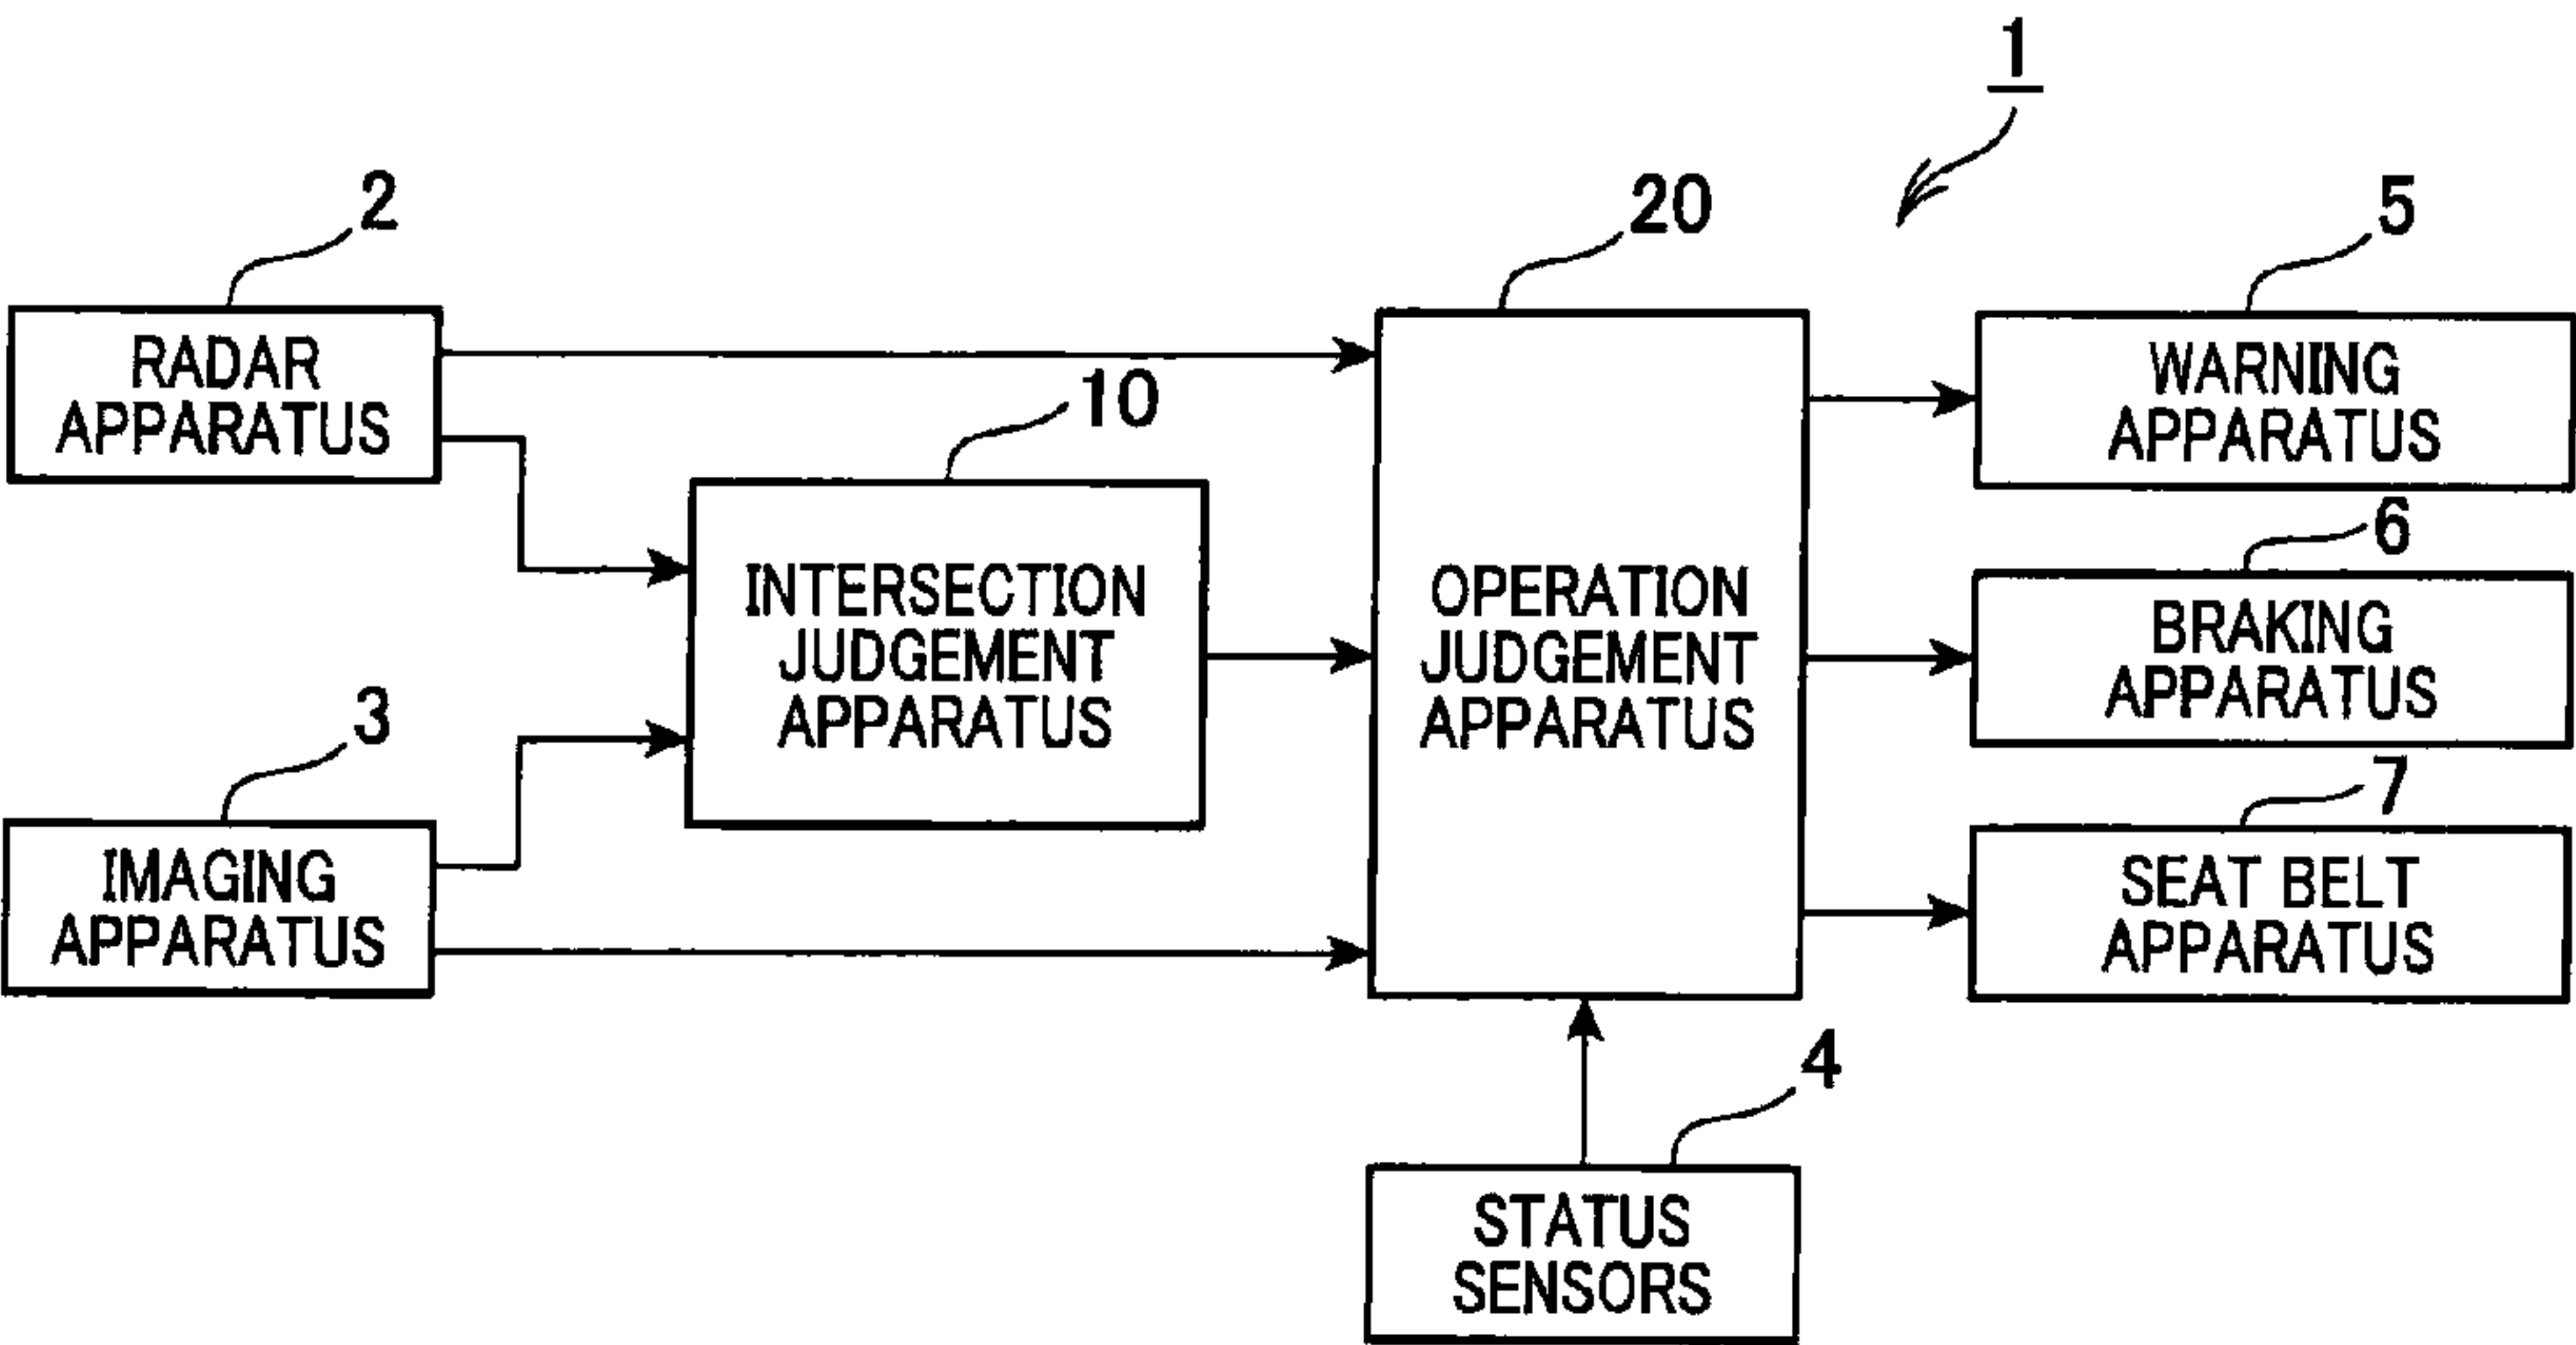 1
2
RADAR
APPARATUS
20
5
WARNING
APPARATUS
10
INTERSECTION
JUDGEMENT
APPARATUS
OPERATION
JUDGEMENT
APPARATUS
6
BRAKING
APPARATUS
3
IMAGING
APPARATUS
7
SEAT BELT
APPARATUS
4
STATUS
SENSORS